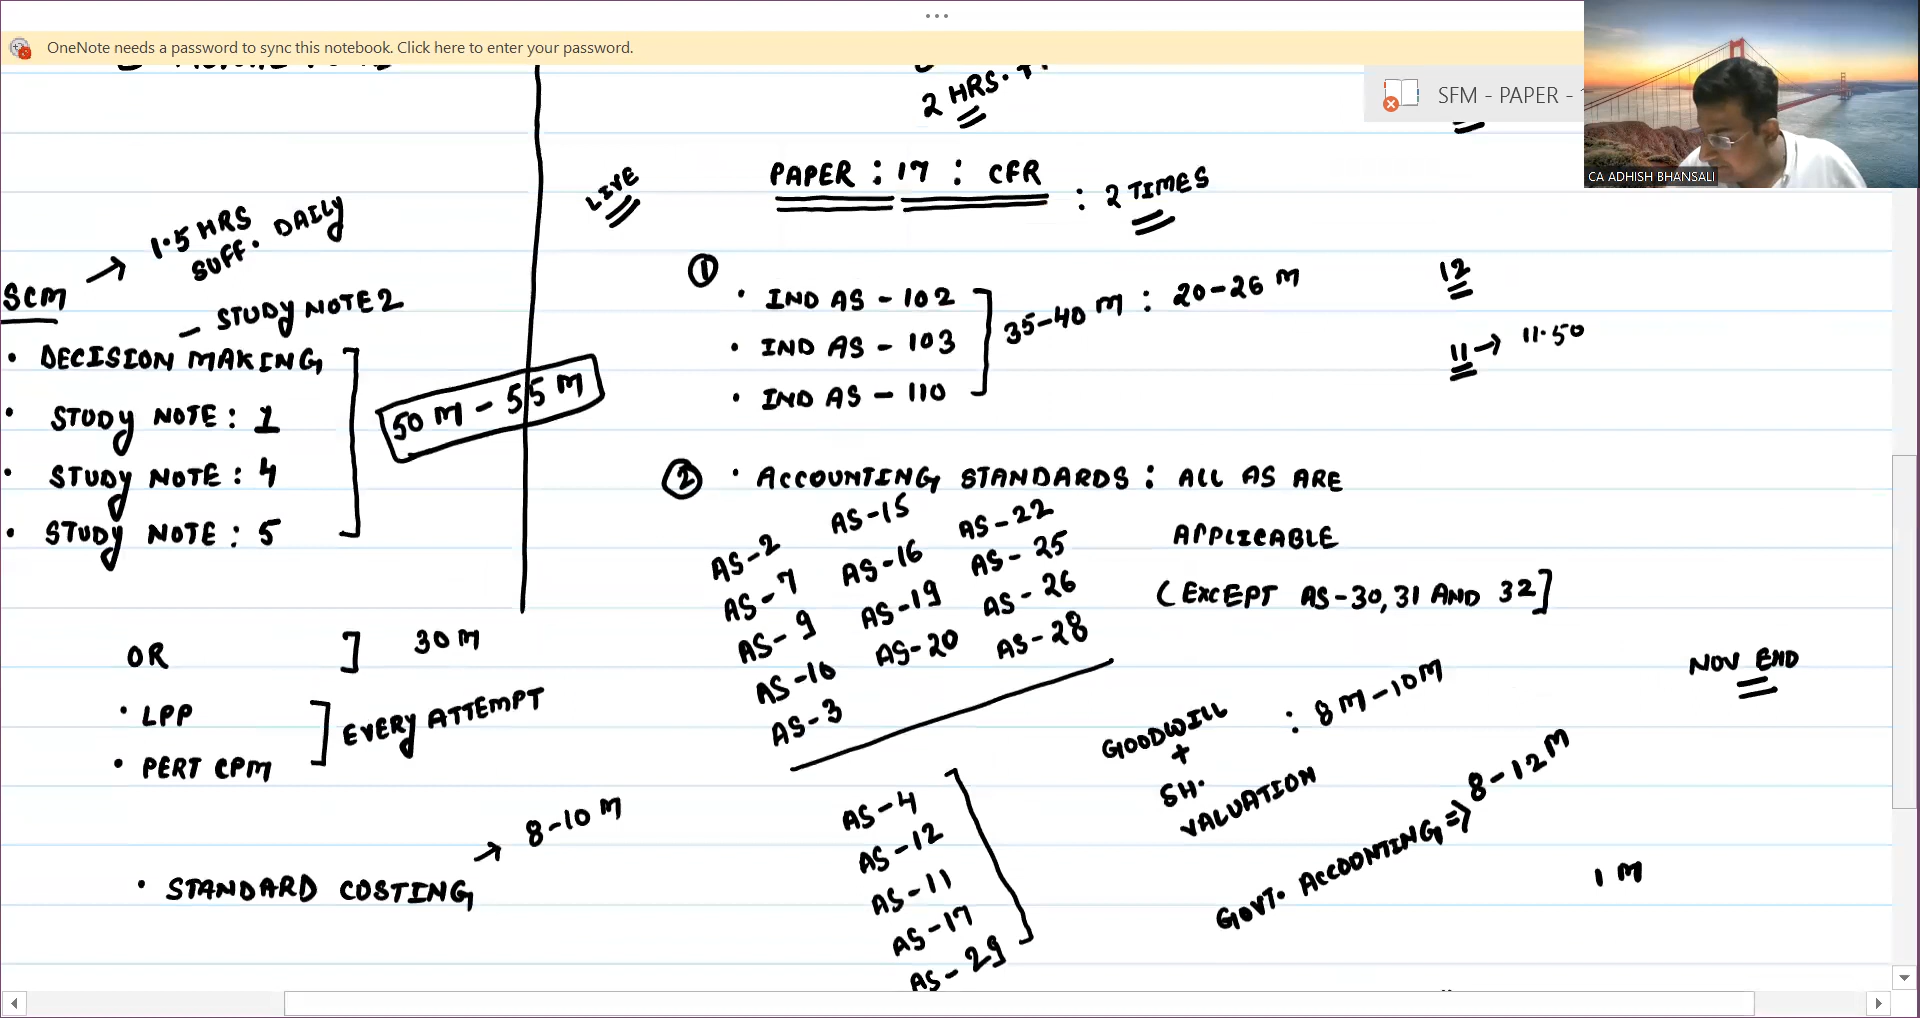 OneNote needs a password to sync this notebook. Click here to enter your password.
SFM - PAPER -
CA ADHISH BHANSALI
2 HRS.
LIVE
PAPER : 17 : CFR : 2 TIMES
SCM → 1.5 HRS SUFF. DAILY
- STUDY NOTE 2
• DECISION MAKING
• STUDY NOTE : 1
• STUDY NOTE : 4
• STUDY NOTE : 5
50 M - 55 M
OR ] 30 M
• LPP
• PERT CPM
EVERY ATTEMPT
• STANDARD COSTING → 8-10 M
① • IND AS - 102
• IND AS - 103
• IND AS - 110
35-40 M : 20-26 M
12
11 → 11.50
② • ACCOUNTING STANDARDS : ALL AS ARE
APPLICABLE
(EXCEPT AS-30, 31 AND 32]
AS-2
AS-7
AS-9
AS-10
AS-3
AS-15
AS-16
AS-19
AS-20
AS-22
AS-25
AS-26
AS-28
AS-4
AS-12
AS-11
AS-17
AS-29
GOODWILL
+
SH.
VALUATION
: 8 M-10 M
GOVT. ACCOONTING => 8-12 M
NOV END
1 M